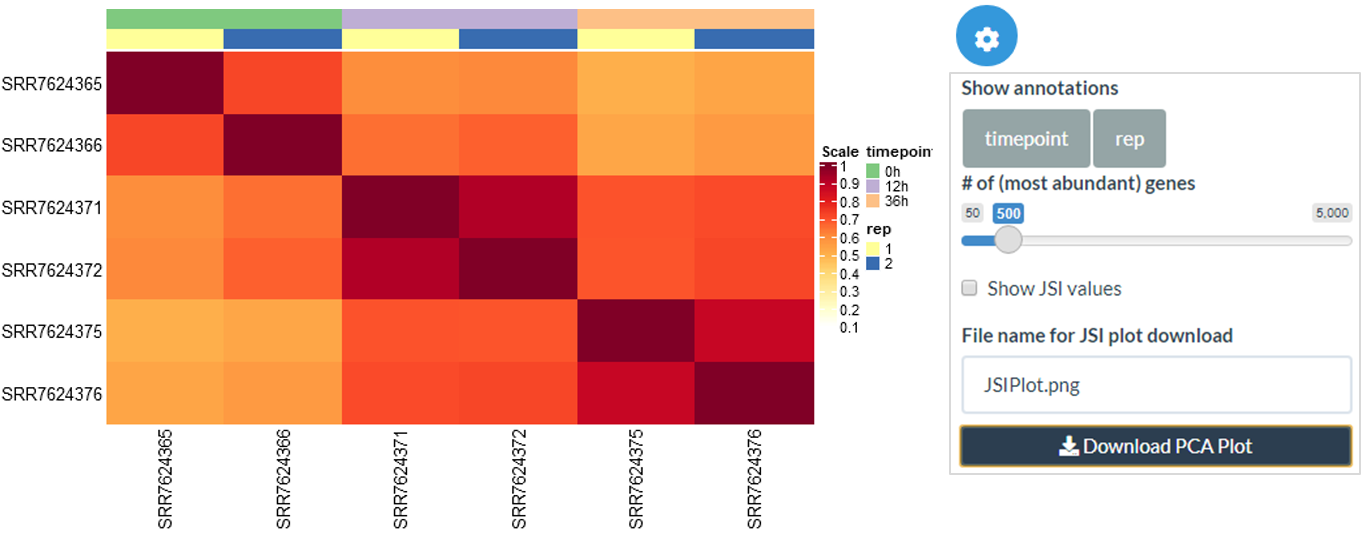 SRR7624365
SRR7624366
SRR7624371
SRR7624372
SRR7624375
SRR7624376
SRR7624365
SRR7624366
SRR7624371
SRR7624372
SRR7624375
SRR7624376
Scale
1
0.9
0.8
0.7
0.6
0.5
0.4
0.3
0.2
0.1
timepoint
0h
12h
36h
rep
1
2
Show annotations
timepoint rep
# of (most abundant) genes
50 500 5,000
Show JSI values
File name for JSI plot download
JSIPlot.png
Download PCA Plot